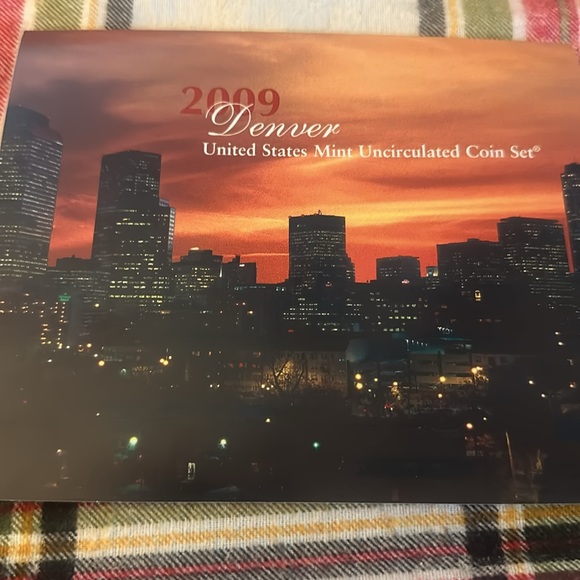 2009
Denver
United States Mint Uncirculated Coin Set®